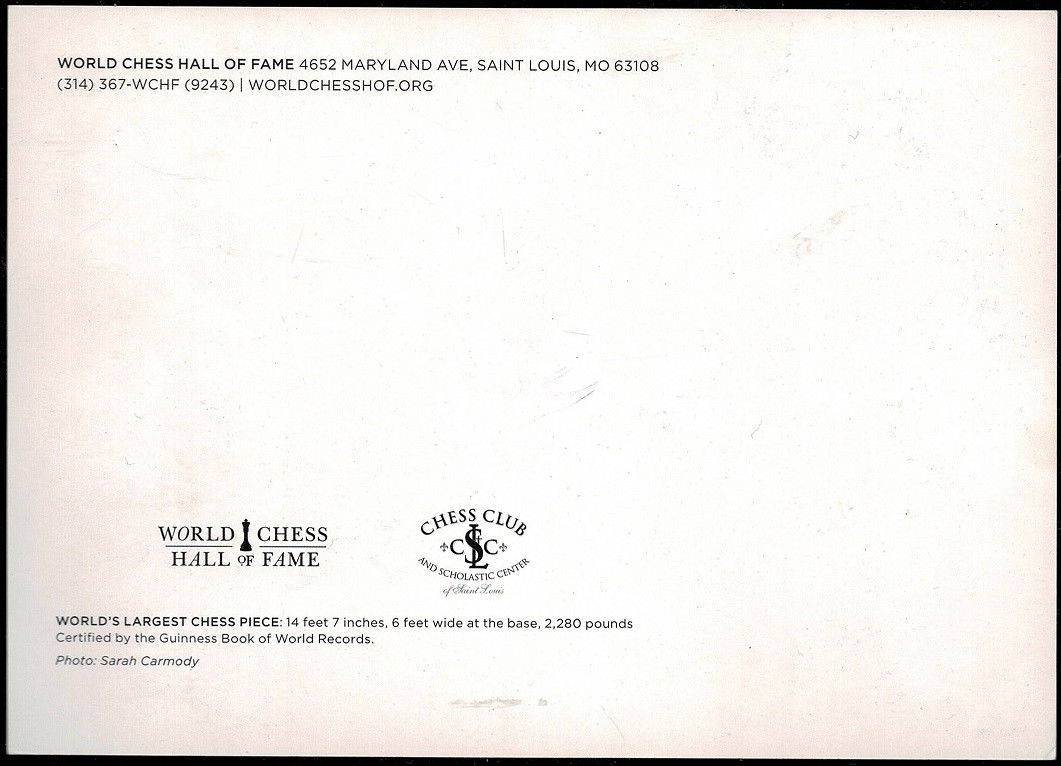 WORLD CHESS HALL OF FAME 4652 MARYLAND AVE, SAINT LOUIS, MO 63108
(314) 367-WCHF (9243) | WORLDCHESSHOF.ORG
WORLD CHESS
HALL OF FAME
CHESS CLUB
CSLC
AND SCHOLASTIC CENTER
of Saint Louis
WORLD'S LARGEST CHESS PIECE: 14 feet 7 inches, 6 feet wide at the base, 2,280 pounds
Certified by the Guinness Book of World Records.
Photo: Sarah Carmody